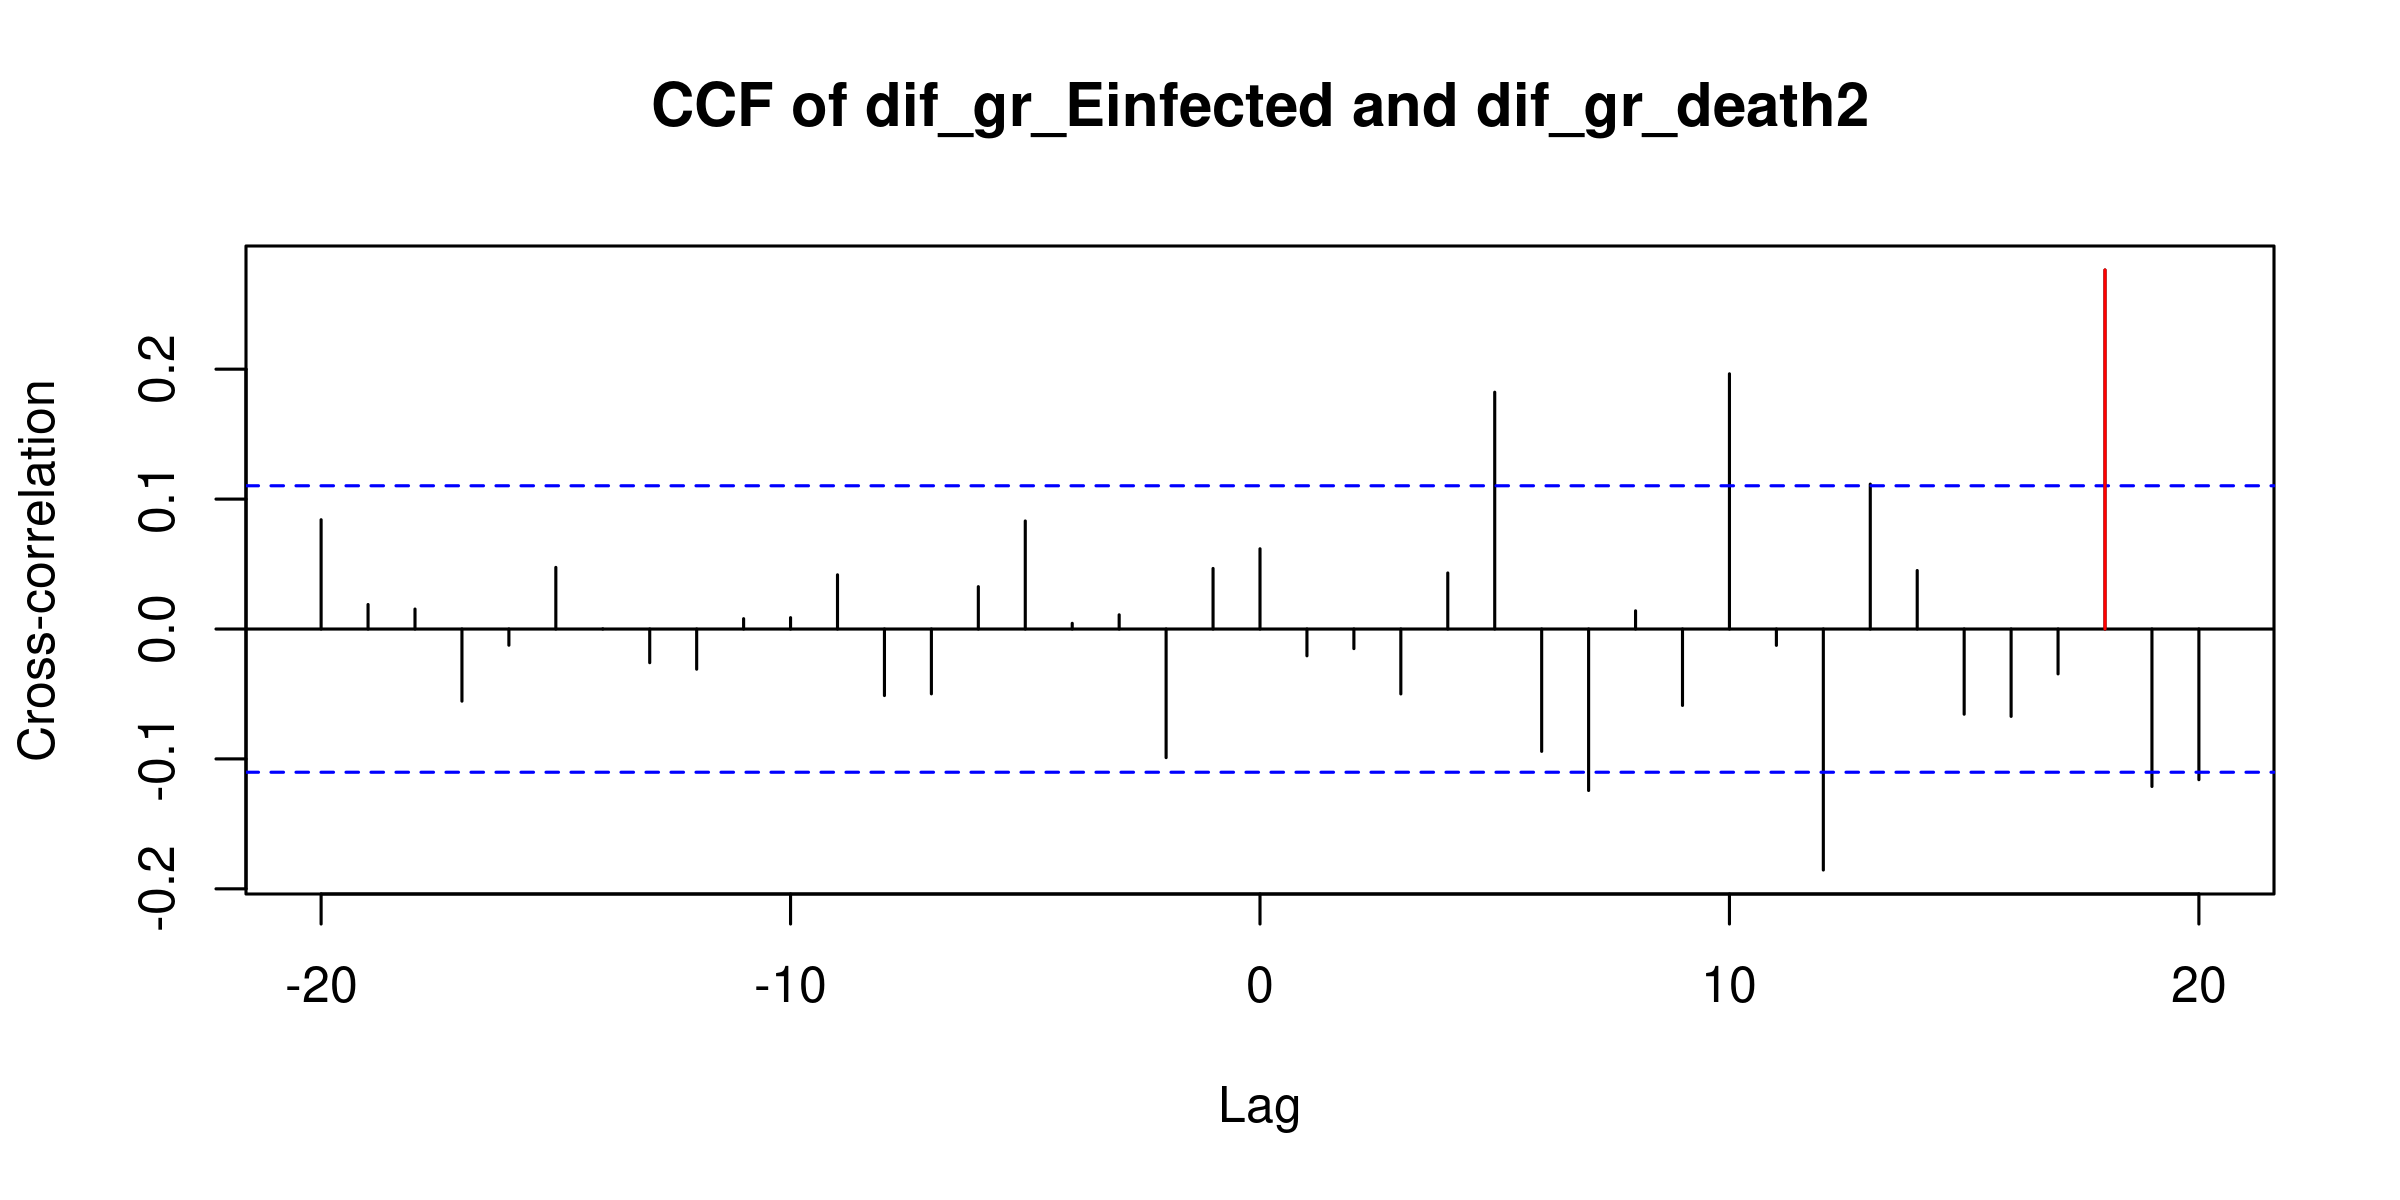 CCF of dif_gr_Einfected and dif_gr_death2
Cross-correlation
0.2
0.1
0.0
-0.1
-0.2
-20 -10 0 10 20
Lag